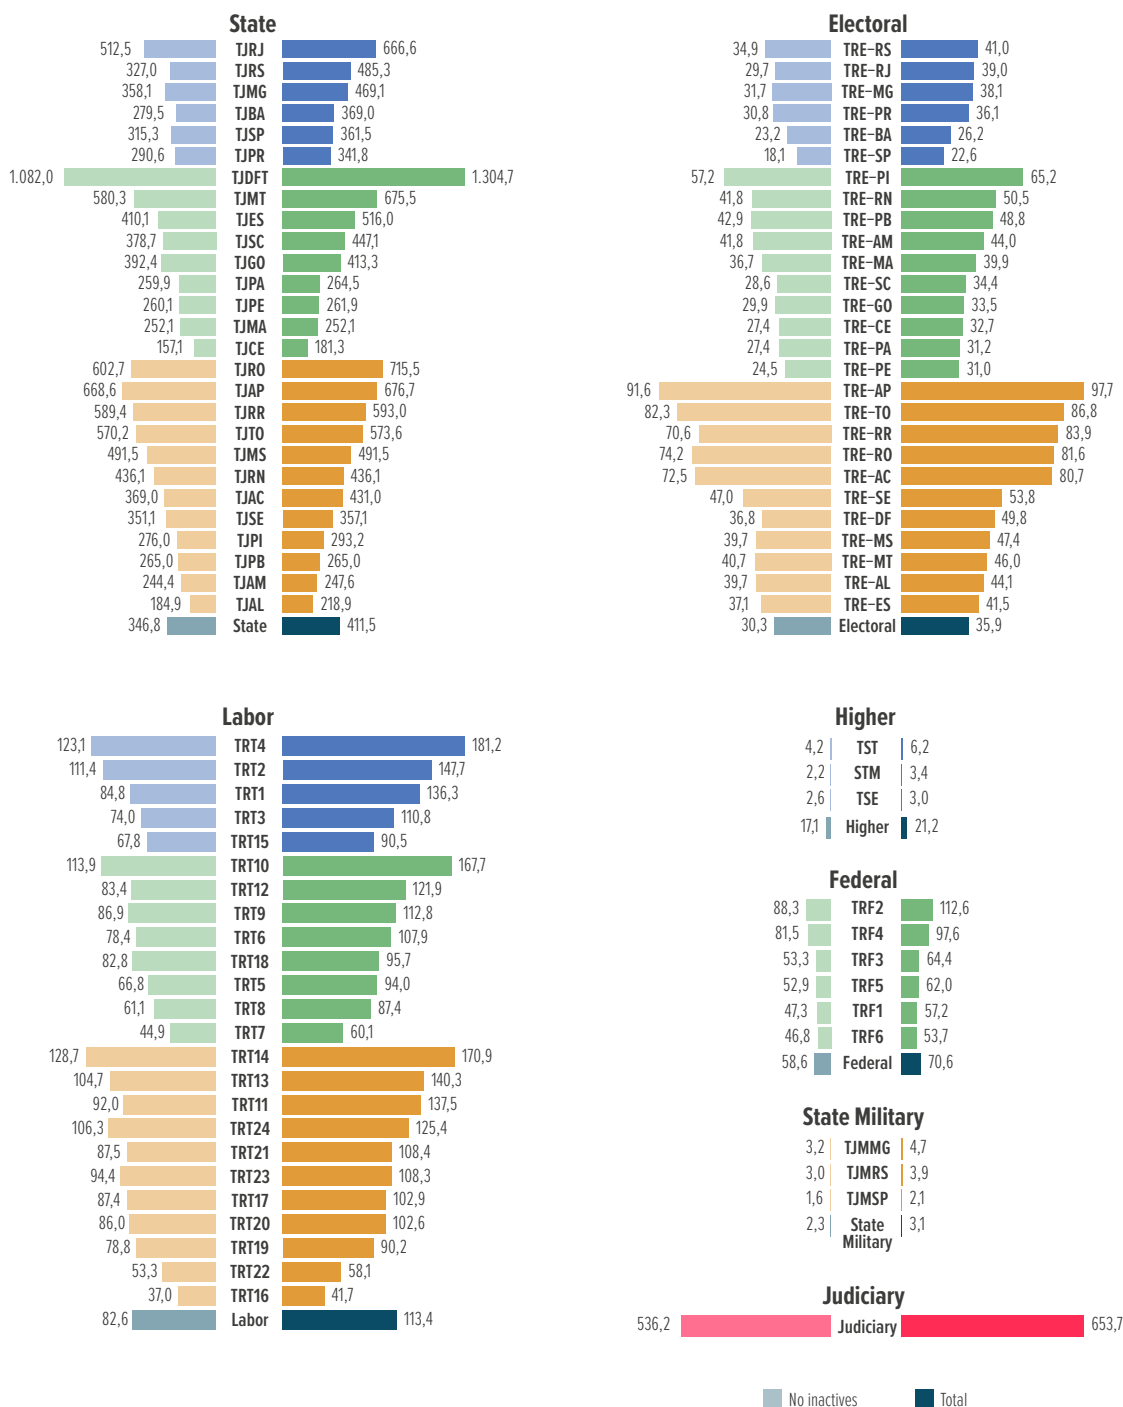 State
512,5 TJRJ 666,6
327,0 TJRS 485,3
358,1 TJMG 469,1
279,5 TJBA 369,0
315,3 TJSP 361,5
290,6 TJPR 341,8
1.082,0 TJDFT 1.304,7
580,3 TJMT 675,5
410,1 TJES 516,0
378,7 TJSC 447,1
392,4 TJGO 413,3
259,9 TJPA 264,5
260,1 TJPE 261,9
252,1 TJMA 252,1
157,1 TJCE 181,3
602,7 TJRO 715,5
668,6 TJAP 676,7
589,4 TJRR 593,0
570,2 TJTO 573,6
491,5 TJMS 491,5
436,1 TJRN 436,1
369,0 TJAC 431,0
351,1 TJSE 357,1
276,0 TJPI 293,2
265,0 TJPB 265,0
244,4 TJAM 247,6
184,9 TJAL 218,9
346,8 State 411,5
Electoral
34,9 TRE-RS 41,0
29,7 TRE-RJ 39,0
31,7 TRE-MG 38,1
30,8 TRE-PR 36,1
23,2 TRE-BA 26,2
18,1 TRE-SP 22,6
57,2 TRE-PI 65,2
41,8 TRE-RN 50,5
42,9 TRE-PB 48,8
41,8 TRE-AM 44,0
36,7 TRE-MA 39,9
28,6 TRE-SC 34,4
29,9 TRE-GO 33,5
27,4 TRE-CE 32,7
27,4 TRE-PA 31,2
24,5 TRE-PE 31,0
91,6 TRE-AP 97,7
82,3 TRE-TO 86,8
70,6 TRE-RR 83,9
74,2 TRE-RO 81,6
72,5 TRE-AC 80,7
47,0 TRE-SE 53,8
36,8 TRE-DF 49,8
39,7 TRE-MS 47,4
40,7 TRE-MT 46,0
39,7 TRE-AL 44,1
37,1 TRE-ES 41,5
30,3 Electoral 35,9
Labor
123,1 TRT4 181,2
111,4 TRT2 147,7
84,8 TRT1 136,3
74,0 TRT3 110,8
67,8 TRT15 90,5
113,9 TRT10 167,7
83,4 TRT12 121,9
86,9 TRT9 112,8
78,4 TRT6 107,9
82,8 TRT18 95,7
66,8 TRT5 94,0
61,1 TRT8 87,4
44,9 TRT7 60,1
128,7 TRT14 170,9
104,7 TRT13 140,3
92,0 TRT11 137,5
106,3 TRT24 125,4
87,5 TRT21 108,4
94,4 TRT23 108,3
87,4 TRT17 102,9
86,0 TRT20 102,6
78,8 TRT19 90,2
53,3 TRT22 58,1
37,0 TRT16 41,7
82,6 Labor 113,4
Higher
4,2 TST 6,2
2,2 STM 3,4
2,6 TSE 3,0
17,1 Higher 21,2
Federal
88,3 TRF2 112,6
81,5 TRF4 97,6
53,3 TRF3 64,4
52,9 TRF5 62,0
47,3 TRF1 57,2
46,8 TRF6 53,7
58,6 Federal 70,6
State Military
3,2 TJMMG 4,7
3,0 TJMRS 3,9
1,6 TJMSP 2,1
2,3 State 3,1
Military
Judiciary
536,2 Judiciary 653,7
No inactives Total